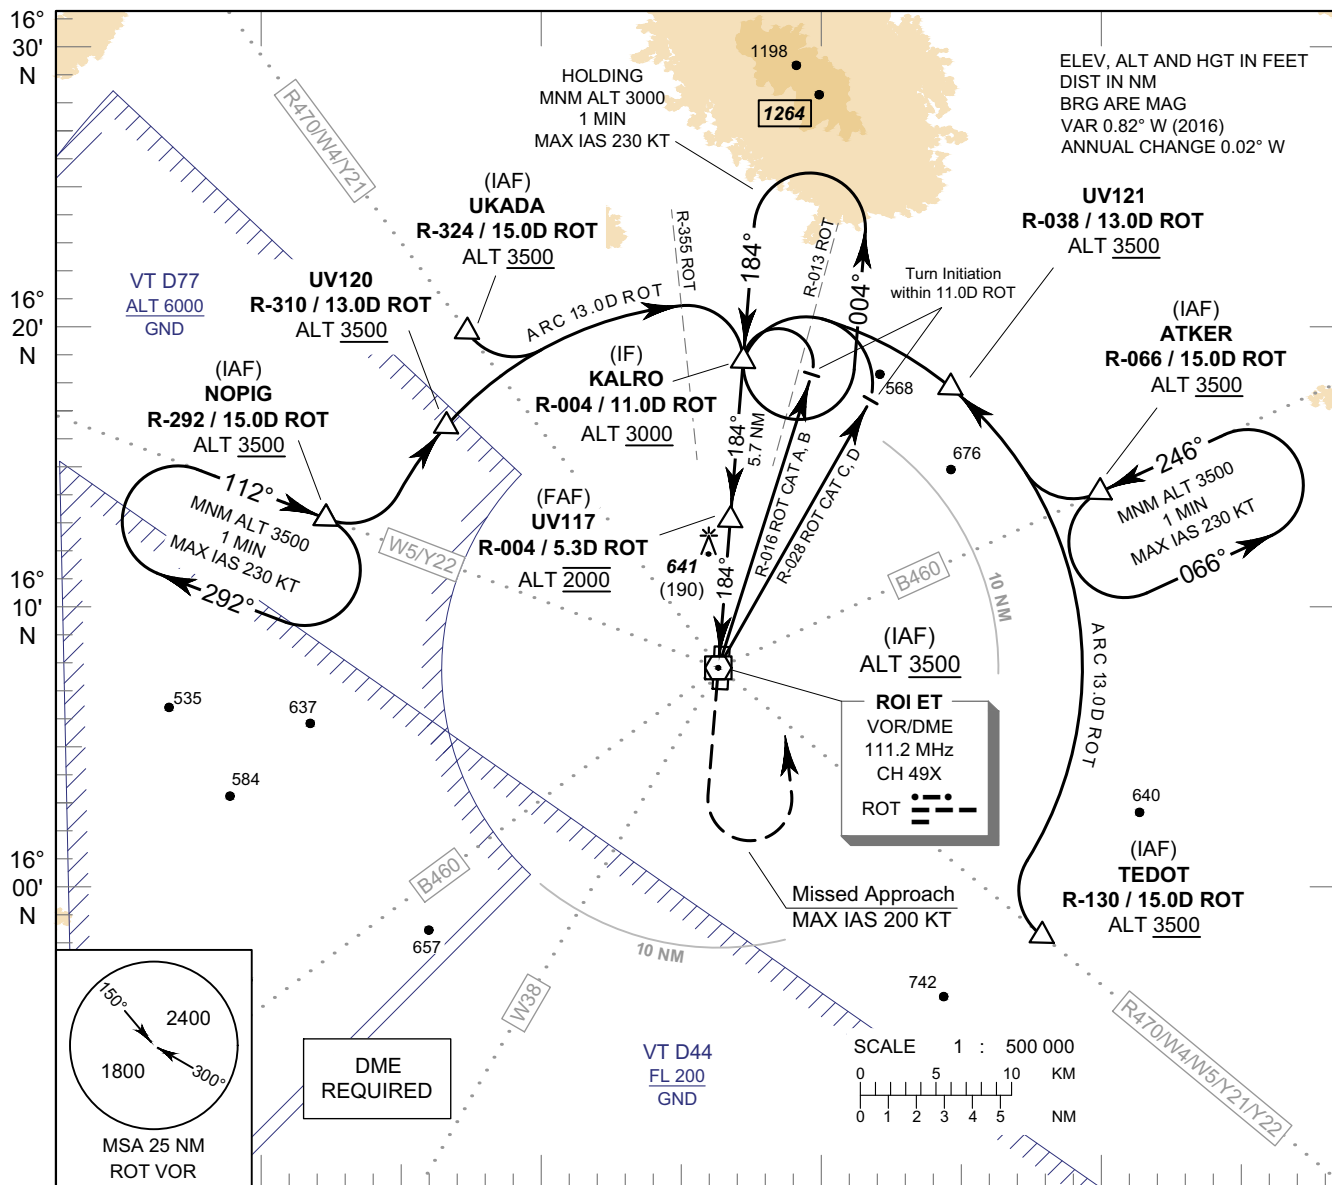 16°
30'
N
16°
20'
N
16°
10'
N
16°
00'
N
1198
1264
HOLDING
MNM ALT 3000
1 MIN
MAX IAS 230 KT
ELEV, ALT AND HGT IN FEET
DIST IN NM
BRG ARE MAG
VAR 0.82° W (2016)
ANNUAL CHANGE 0.02° W
R470/W4/Y21
(IAF)
UKADA
R-324 / 15.0D ROT
ALT 3500
UV121
R-038 / 13.0D ROT
ALT 3500
VT D77
ALT 6000
GND
UV120
R-310 / 13.0D ROT
ALT 3500
ARC 13.0D ROT
R-355 ROT
184°
R-013 ROT
004°
Turn Initiation
within 11.0D ROT
(IAF)
ATKER
R-066 / 15.0D ROT
ALT 3500
(IAF)
NOPIG
R-292 / 15.0D ROT
ALT 3500
(IF)
KALRO
R-004 / 11.0D ROT
ALT 3000
568
676
184°
5.7 NM
R-016 ROT CAT A, B
R-028 ROT CAT C, D
112°
MNM ALT 3500
1 MIN
MAX IAS 230 KT
292°
W5/Y22
(FAF)
UV117
R-004 / 5.3D ROT
ALT 2000
641
(190)
184°
246°
MNM ALT 3500
1 MIN
MAX IAS 230 KT
066°
B460
10 NM
(IAF)
ALT 3500
ROI ET
VOR/DME
111.2 MHz
CH 49X
ROT
ARC 13.0D ROT
535
637
584
657
640
742
(IAF)
TEDOT
R-130 / 15.0D ROT
ALT 3500
B460
W38
10 NM
Missed Approach
MAX IAS 200 KT
R470/W4/W5/Y21/Y22
VT D44
FL 200
GND
SCALE 1 : 500 000
0 5 10 KM
0 1 2 3 4 5 NM
DME
REQUIRED
150°
2400
1800
300°
MSA 25 NM
ROT VOR